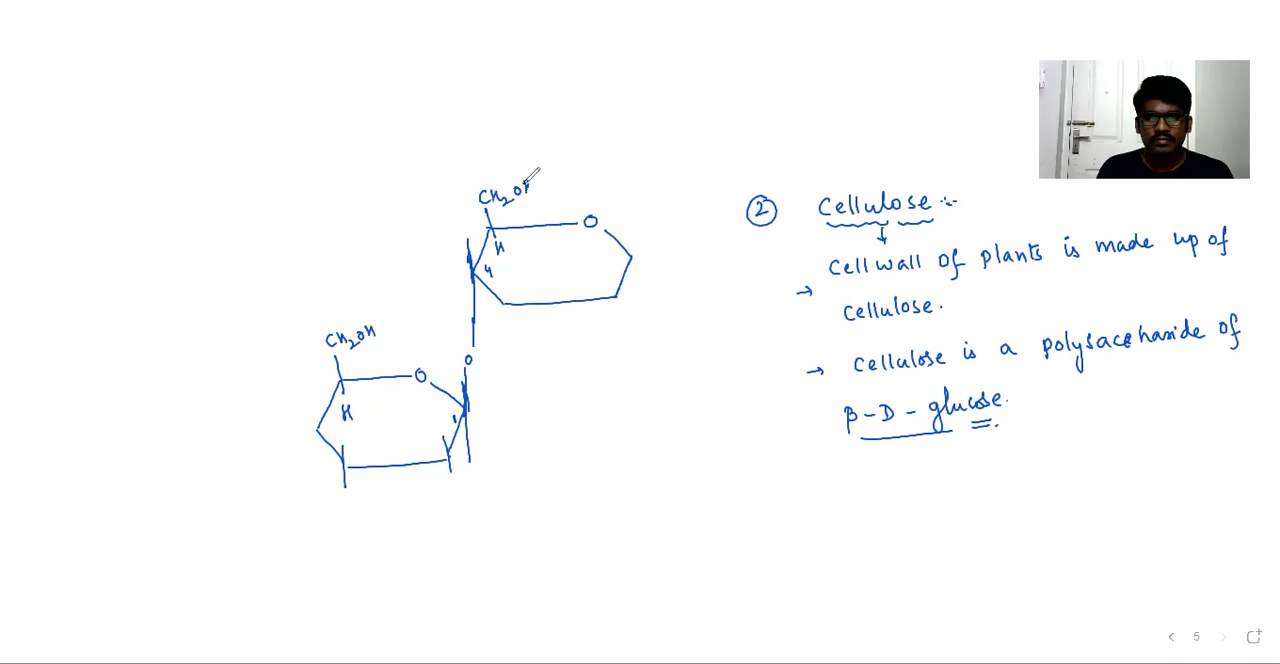 CH2OH
O
H
4
O
CH2OH
O
H
1
② Cellulose :-
cell wall of plants is made up of
→ cellulose.
→ cellulose is a polysaccharide of
β-D-glucose.
5